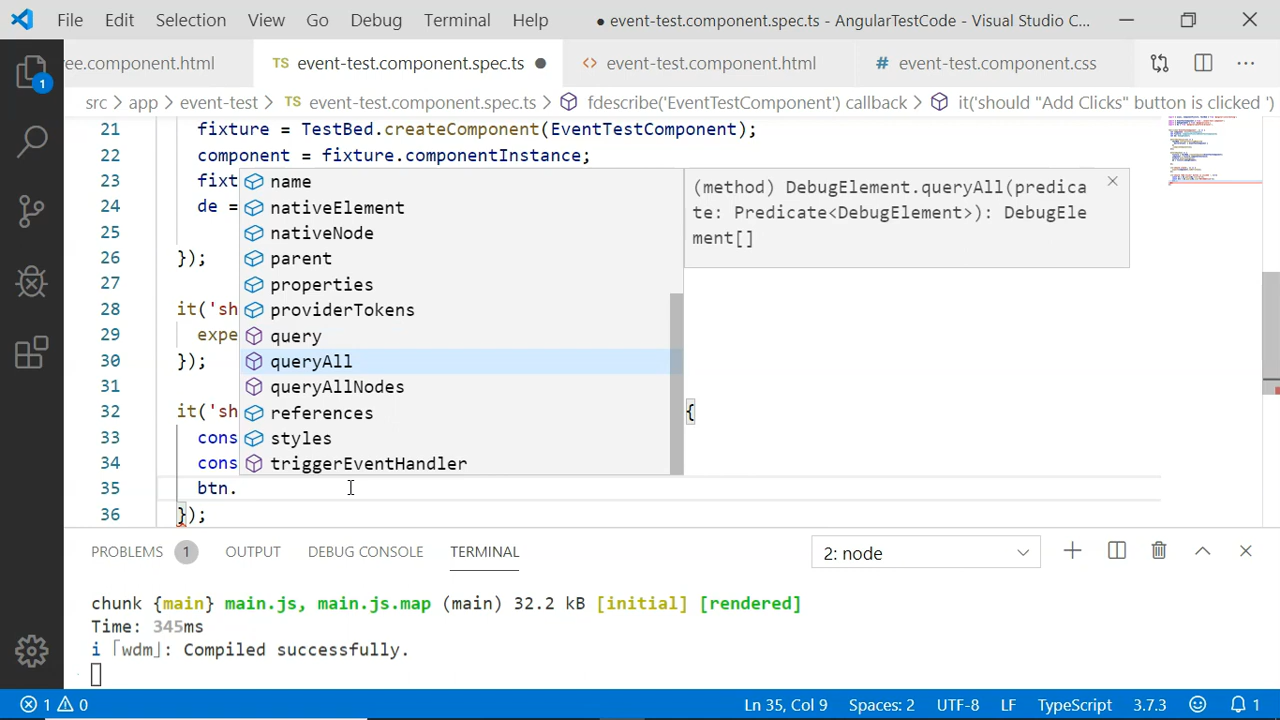 File Edit Selection View Go Debug Terminal Help ● event-test.component.spec.ts - AngularTestCode - Visual Studio C...
ee.component.html TS event-test.component.spec.ts ● <> event-test.component.html # event-test.component.css ...
src > app > event-test > TS event-test.component.spec.ts > fdescribe('EventTestComponent') callback > it('should "Add Clicks" button is clicked ')
21 fixture = TestBed.createComponent(EventTestComponent);
22 component = fixture.componentInstance;
23 fixt
24 de =
25
26 });
27
28 it('sh
29 expe
30 });
31
32 it('sh {
33 cons
34 cons
35 btn.
36 });
name
nativeElement
nativeNode
parent
properties
providerTokens
query
queryAll
queryAllNodes
references
styles
triggerEventHandler
(method) DebugElement.queryAll(predica
te: Predicate<DebugElement>): DebugEle
ment[]
1
PROBLEMS 1 OUTPUT DEBUG CONSOLE TERMINAL 2: node
chunk {main} main.js, main.js.map (main) 32.2 kB [initial] [rendered]
Time: 345ms
i 「wdm」: Compiled successfully.
1 0 Ln 35, Col 9 Spaces: 2 UTF-8 LF TypeScript 3.7.3 1